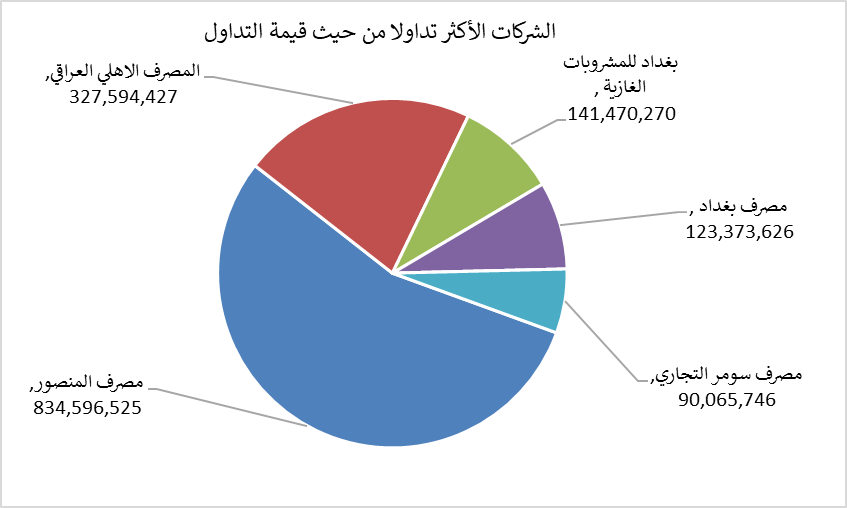 الشركات الأكثر تداولا من حيث قيمة التداول
بغداد للمشروبات
الغازية ,
141,470,270
المصرف الاهلي العراقي,
327,594,427
مصرف بغداد ,
123,373,626
مصرف سومر التجاري,
90,065,746
مصرف المنصور,
834,596,525